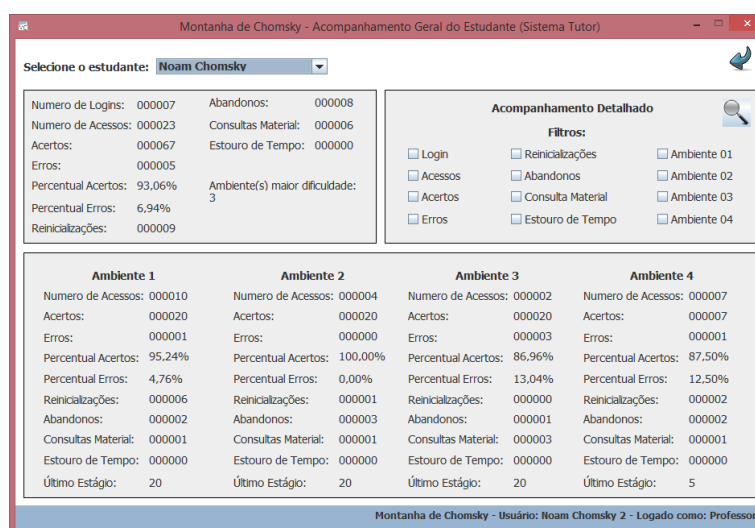 Montanha de Chomsky - Acompanhamento Geral do Estudante (Sistema Tutor)
Selecione o estudante: Noam Chomsky
Numero de Logins: 000007 Abandonos: 000008
Numero de Acessos: 000023 Consultas Material: 000006
Acertos: 000067 Estouro de Tempo: 000000
Erros: 000005
Percentual Acertos: 93,06% Ambiente(s) maior dificuldade:
3
Percentual Erros: 6,94%
Reinicializações: 000009
Acompanhamento Detalhado
Filtros:
Login Reinicializações Ambiente 01
Acessos Abandonos Ambiente 02
Acertos Consulta Material Ambiente 03
Erros Estouro de Tempo Ambiente 04
Ambiente 1 Ambiente 2 Ambiente 3 Ambiente 4
Numero de Acessos: 000010 Numero de Acessos: 000004 Numero de Acessos: 000002 Numero de Acessos: 000007
Acertos: 000020 Acertos: 000020 Acertos: 000020 Acertos: 000007
Erros: 000001 Erros: 000000 Erros: 000003 Erros: 000001
Percentual Acertos: 95,24% Percentual Acertos: 100,00% Percentual Acertos: 86,96% Percentual Acertos: 87,50%
Percentual Erros: 4,76% Percentual Erros: 0,00% Percentual Erros: 13,04% Percentual Erros: 12,50%
Reinicializações: 000006 Reinicializações: 000001 Reinicializações: 000000 Reinicializações: 000002
Abandonos: 000002 Abandonos: 000003 Abandonos: 000001 Abandonos: 000002
Consultas Material: 000001 Consultas Material: 000001 Consultas Material: 000003 Consultas Material: 000001
Estouro de Tempo: 000000 Estouro de Tempo: 000000 Estouro de Tempo: 000000 Estouro de Tempo: 000000
Último Estágio: 20 Último Estágio: 20 Último Estágio: 20 Último Estágio: 5
Montanha de Chomsky - Usuário: Noam Chomsky 2 - Logado como: Professor